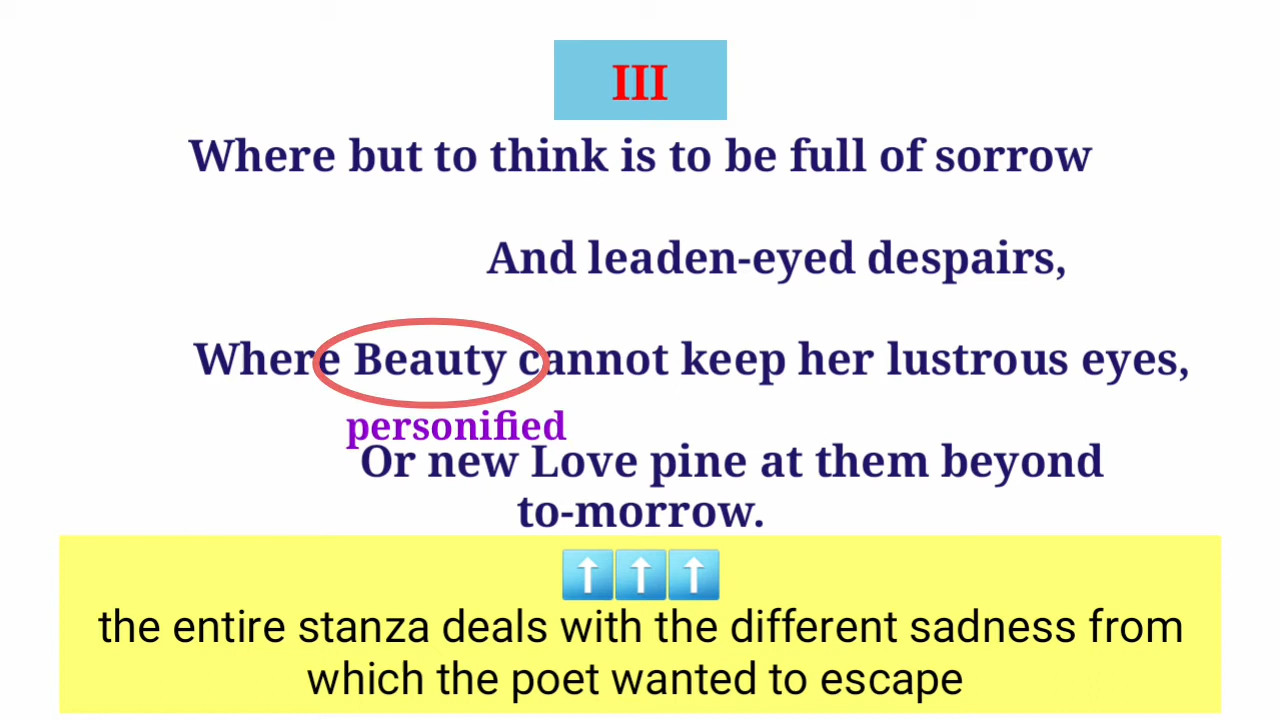 III
Where but to think is to be full of sorrow
And leaden-eyed despairs,
Where Beauty cannot keep her lustrous eyes,
personified
Or new Love pine at them beyond
to-morrow.
⬆️⬆️⬆️
the entire stanza deals with the different sadness from
which the poet wanted to escape